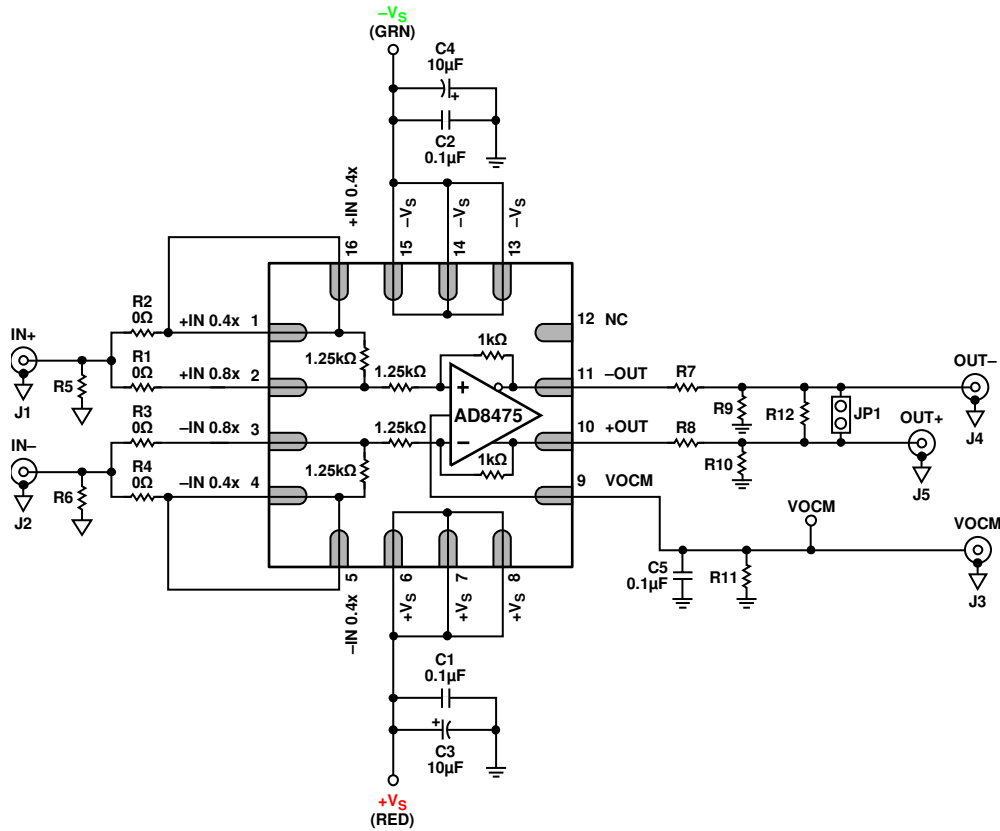 –VS
(GRN)
C4
10µF
+
C2
0.1µF
+IN 0.4x
–VS
–VS
–VS
16
15
14
13
R2
0Ω
+IN 0.4x 1
12 NC
IN+
R1
0Ω
1.25kΩ
1.25kΩ
1kΩ
+IN 0.8x 2
11 –OUT
R7
OUT–
R5
J1
+
AD8475
R9
R12
JP1
J4
OUT+
R3
0Ω
–IN 0.8x 3
1.25kΩ
–
10 +OUT
R8
IN–
R4
0Ω
1.25kΩ
1kΩ
R10
J5
–IN 0.4x 4
9 VOCM
R6
J2
VOCM
VOCM
C5
0.1µF
R11
J3
5
6
7
8
–IN 0.4x
+VS
+VS
+VS
C1
0.1µF
+
C3
10µF
+VS
(RED)